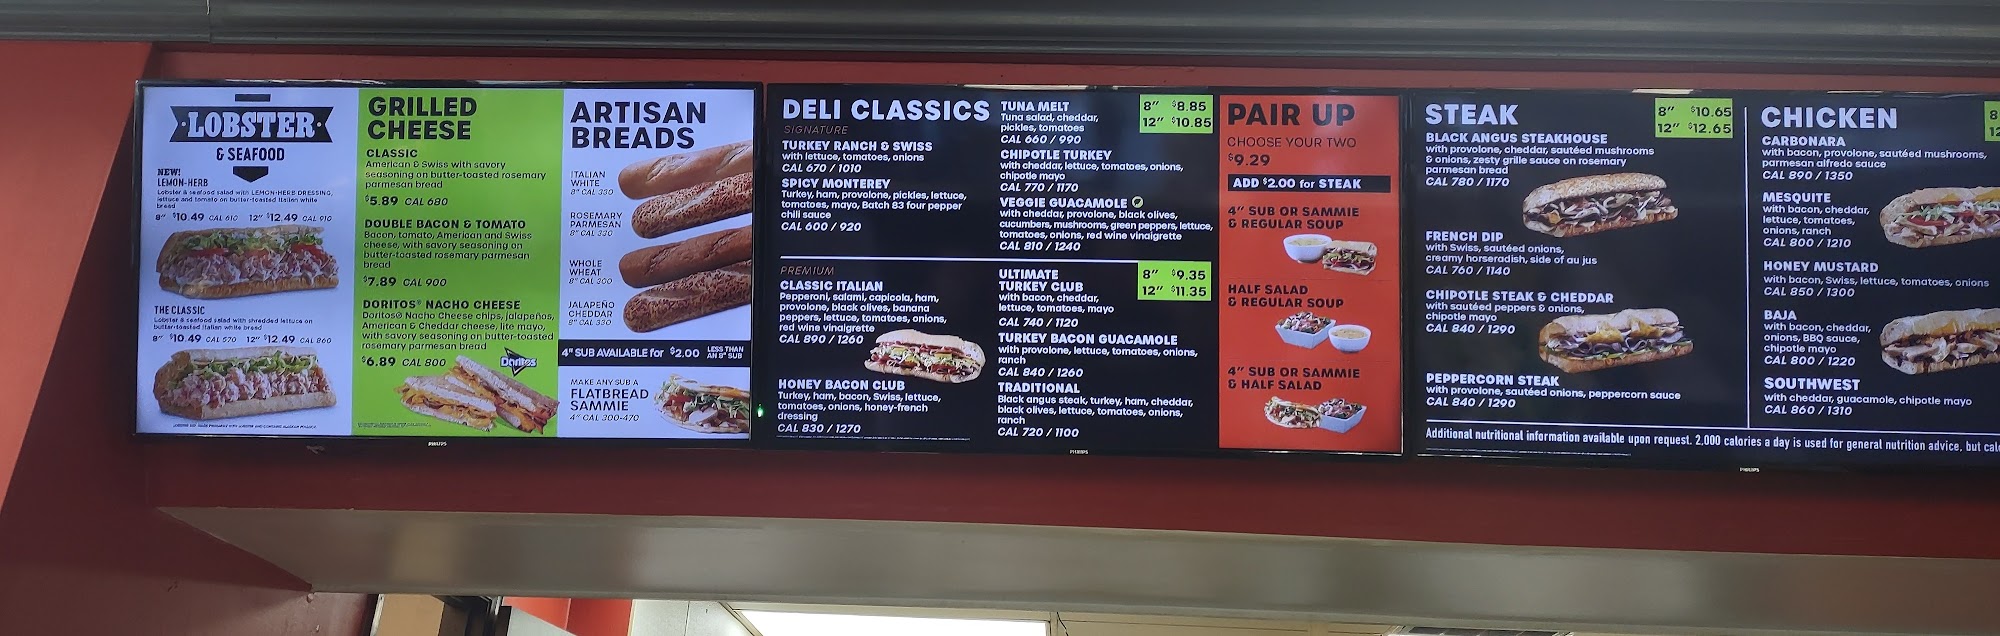 LOBSTER
& SEAFOOD
NEW!
LEMON-HERB
Lobster & seafood salad with LEMON-HERB DRESSING,
lettuce and tomato on butter-toasted Italian white
bread
8" $10.49 CAL 610 12" $12.49 CAL 910
THE CLASSIC
Lobster & seafood salad with shredded lettuce on
butter-toasted Italian white bread
8" $10.49 CAL 570 12" $12.49 CAL 860
GRILLED
CHEESE
CLASSIC
American & Swiss with savory
seasoning on butter-toasted rosemary
parmesan bread
$5.89 CAL 680
DOUBLE BACON & TOMATO
Bacon, tomato, American and Swiss
cheese, with savory seasoning on
butter-toasted rosemary parmesan
bread
$7.89 CAL 900
DORITOS® NACHO CHEESE
Doritos® Nacho Cheese chips, jalapeños,
American & Cheddar cheese, lite mayo,
with savory seasoning on butter-toasted
rosemary parmesan bread
$6.89 CAL 800
Doritos
ARTISAN
BREADS
ITALIAN
WHITE
8" CAL 330
ROSEMARY
PARMESAN
8" CAL 330
WHOLE
WHEAT
8" CAL 300
JALAPEÑO
CHEDDAR
8" CAL 330
4" SUB AVAILABLE for $2.00 LESS THAN
AN 8" SUB
MAKE ANY SUB A
FLATBREAD
SAMMIE
4" CAL 300-470
PHILIPS
DELI CLASSICS
SIGNATURE
TURKEY RANCH & SWISS
with lettuce, tomatoes, onions
CAL 670 / 1010
SPICY MONTEREY
Turkey, ham, provolone, pickles, lettuce,
tomatoes, mayo, Batch 83 four pepper
chili sauce
CAL 600 / 920
TUNA MELT
Tuna salad, cheddar,
pickles, tomatoes
CAL 660 / 990
8" $8.85
12" $10.85
CHIPOTLE TURKEY
with cheddar, lettuce, tomatoes, onions,
chipotle mayo
CAL 770 / 1170
VEGGIE GUACAMOLE
with cheddar, provolone, black olives,
cucumbers, mushrooms, green peppers, lettuce,
tomatoes, onions, red wine vinaigrette
CAL 810 / 1240
PREMIUM
CLASSIC ITALIAN
Pepperoni, salami, capicola, ham,
provolone, black olives, banana
peppers, lettuce, tomatoes, onions,
red wine vinaigrette
CAL 890 / 1260
HONEY BACON CLUB
Turkey, ham, bacon, Swiss, lettuce,
tomatoes, onions, honey-french
dressing
CAL 830 / 1270
ULTIMATE
TURKEY CLUB
with bacon, cheddar,
lettuce, tomatoes, mayo
CAL 740 / 1120
8" $9.35
12" $11.35
TURKEY BACON GUACAMOLE
with provolone, lettuce, tomatoes, onions,
ranch
CAL 840 / 1260
TRADITIONAL
Black angus steak, turkey, ham, cheddar,
black olives, lettuce, tomatoes, onions,
ranch
CAL 720 / 1100
PAIR UP
CHOOSE YOUR TWO
$9.29
ADD $2.00 for STEAK
4" SUB OR SAMMIE
& REGULAR SOUP
HALF SALAD
& REGULAR SOUP
4" SUB OR SAMMIE
& HALF SALAD
PHILIPS
STEAK
8" $10.65
12" $12.65
BLACK ANGUS STEAKHOUSE
with provolone, cheddar, sautéed mushrooms
& onions, zesty grille sauce on rosemary
parmesan bread
CAL 780 / 1170
FRENCH DIP
with Swiss, sautéed onions,
creamy horseradish, side of au jus
CAL 760 / 1140
CHIPOTLE STEAK & CHEDDAR
with sautéed peppers & onions,
chipotle mayo
CAL 840 / 1290
PEPPERCORN STEAK
with provolone, sautéed onions, peppercorn sauce
CAL 840 / 1290
CHICKEN
8
12
CARBONARA
with bacon, provolone, sautéed mushrooms,
parmesan alfredo sauce
CAL 890 / 1350
MESQUITE
with bacon, cheddar,
lettuce, tomatoes,
onions, ranch
CAL 800 / 1210
HONEY MUSTARD
with bacon, Swiss, lettuce, tomatoes, onions
CAL 850 / 1300
BAJA
with bacon, cheddar,
onions, BBQ sauce,
chipotle mayo
CAL 800 / 1220
SOUTHWEST
with cheddar, guacamole, chipotle mayo
CAL 860 / 1310
Additional nutritional information available upon request. 2,000 calories a day is used for general nutrition advice, but cal
PHILIPS